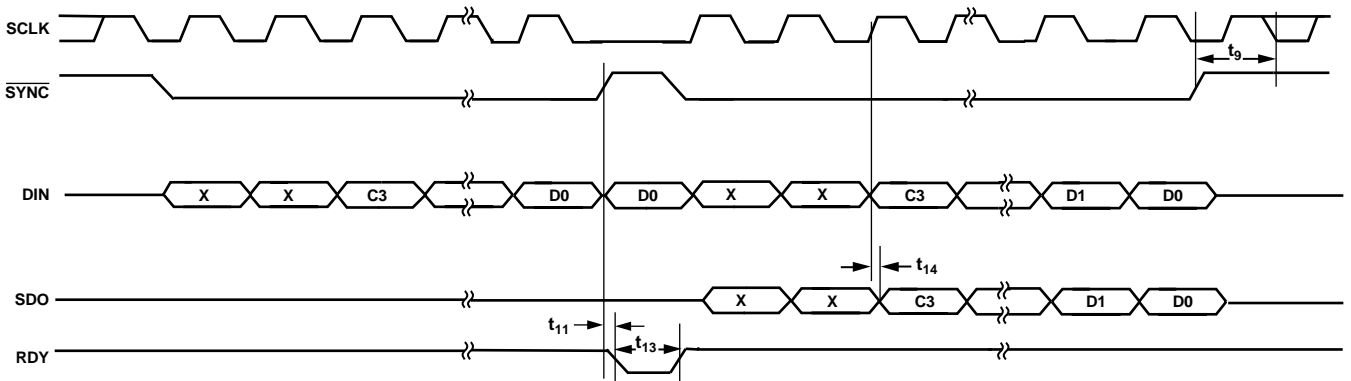 SCLK
t9
SYNC
DIN X X C3 D0 D0 X X C3 D1 D0
t14
SDO X X C3 D1 D0
t11 t13
RDY